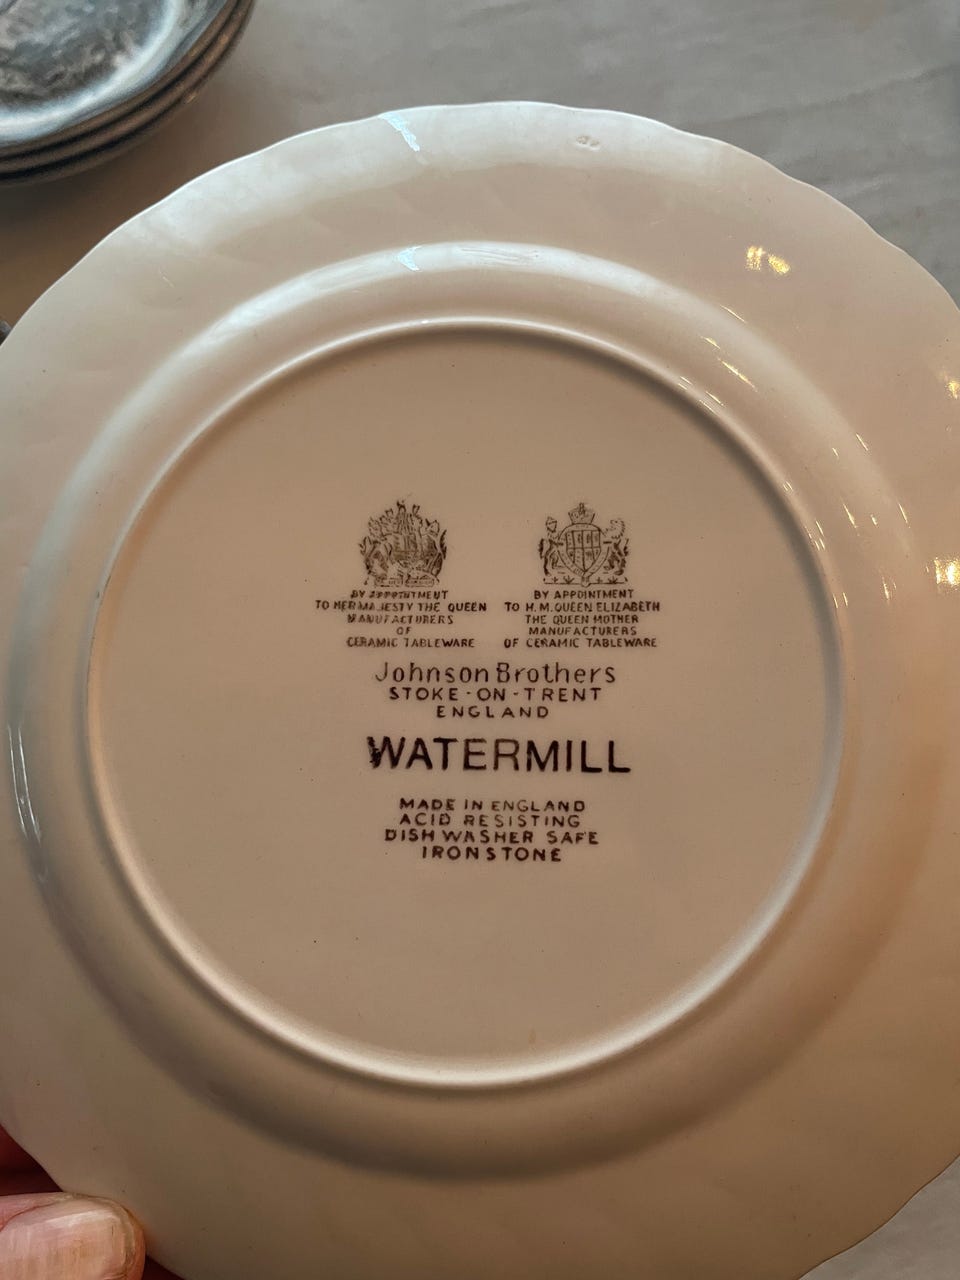 BY APPOINTMENT
TO HER MAJESTY THE QUEEN
MANUFACTURERS
OF
CERAMIC TABLEWARE
BY APPOINTMENT
TO H.M. QUEEN ELIZABETH
THE QUEEN MOTHER
MANUFACTURERS
OF CERAMIC TABLEWARE
Johnson Brothers
STOKE-ON-TRENT
ENGLAND
WATERMILL
MADE IN ENGLAND
ACID RESISTING
DISH WASHER SAFE
IRONSTONE